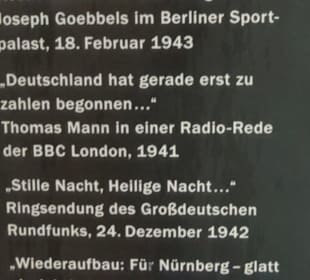 Joseph Goebbels im Berliner Sport-
palast, 18. Februar 1943
„Deutschland hat gerade erst zu
zahlen begonnen...“
Thomas Mann in einer Radio-Rede
der BBC London, 1941
„Stille Nacht, Heilige Nacht...“
Ringsendung des Großdeutschen
Rundfunks, 24. Dezember 1942
„Wiederaufbau: Für Nürnberg – glatt